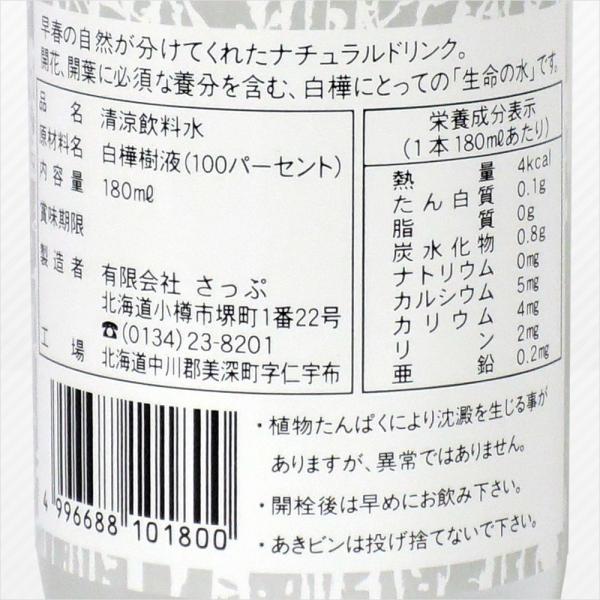 早春の自然が分けてくれたナチュラルドリンク。
開花、開葉に必須な養分を含む、白樺にとっての「生命の水」です。
品名 清涼飲料水
原材料名 白樺樹液(100パーセント)
内容量 180mℓ
賞味期限
製造者 有限会社 さっぷ
北海道小樽市堺町1番22号
☎(0134)23-8201
工場 北海道中川郡美深町字仁宇布
栄養成分表示
(1本180mℓあたり)
熱量 4kcal
たん白質 0.1g
脂質 0g
炭水化物 0.8g
ナトリウム 0mg
カルシウム 5mg
カリウム 4mg
リン 2mg
亜鉛 0.2mg
・植物たんぱくにより沈澱を生じる事が
ありますが、異常ではありません。
・開栓後は早めにお飲み下さい。
・あきビンは投げ捨てないで下さい。
4 996688 101800